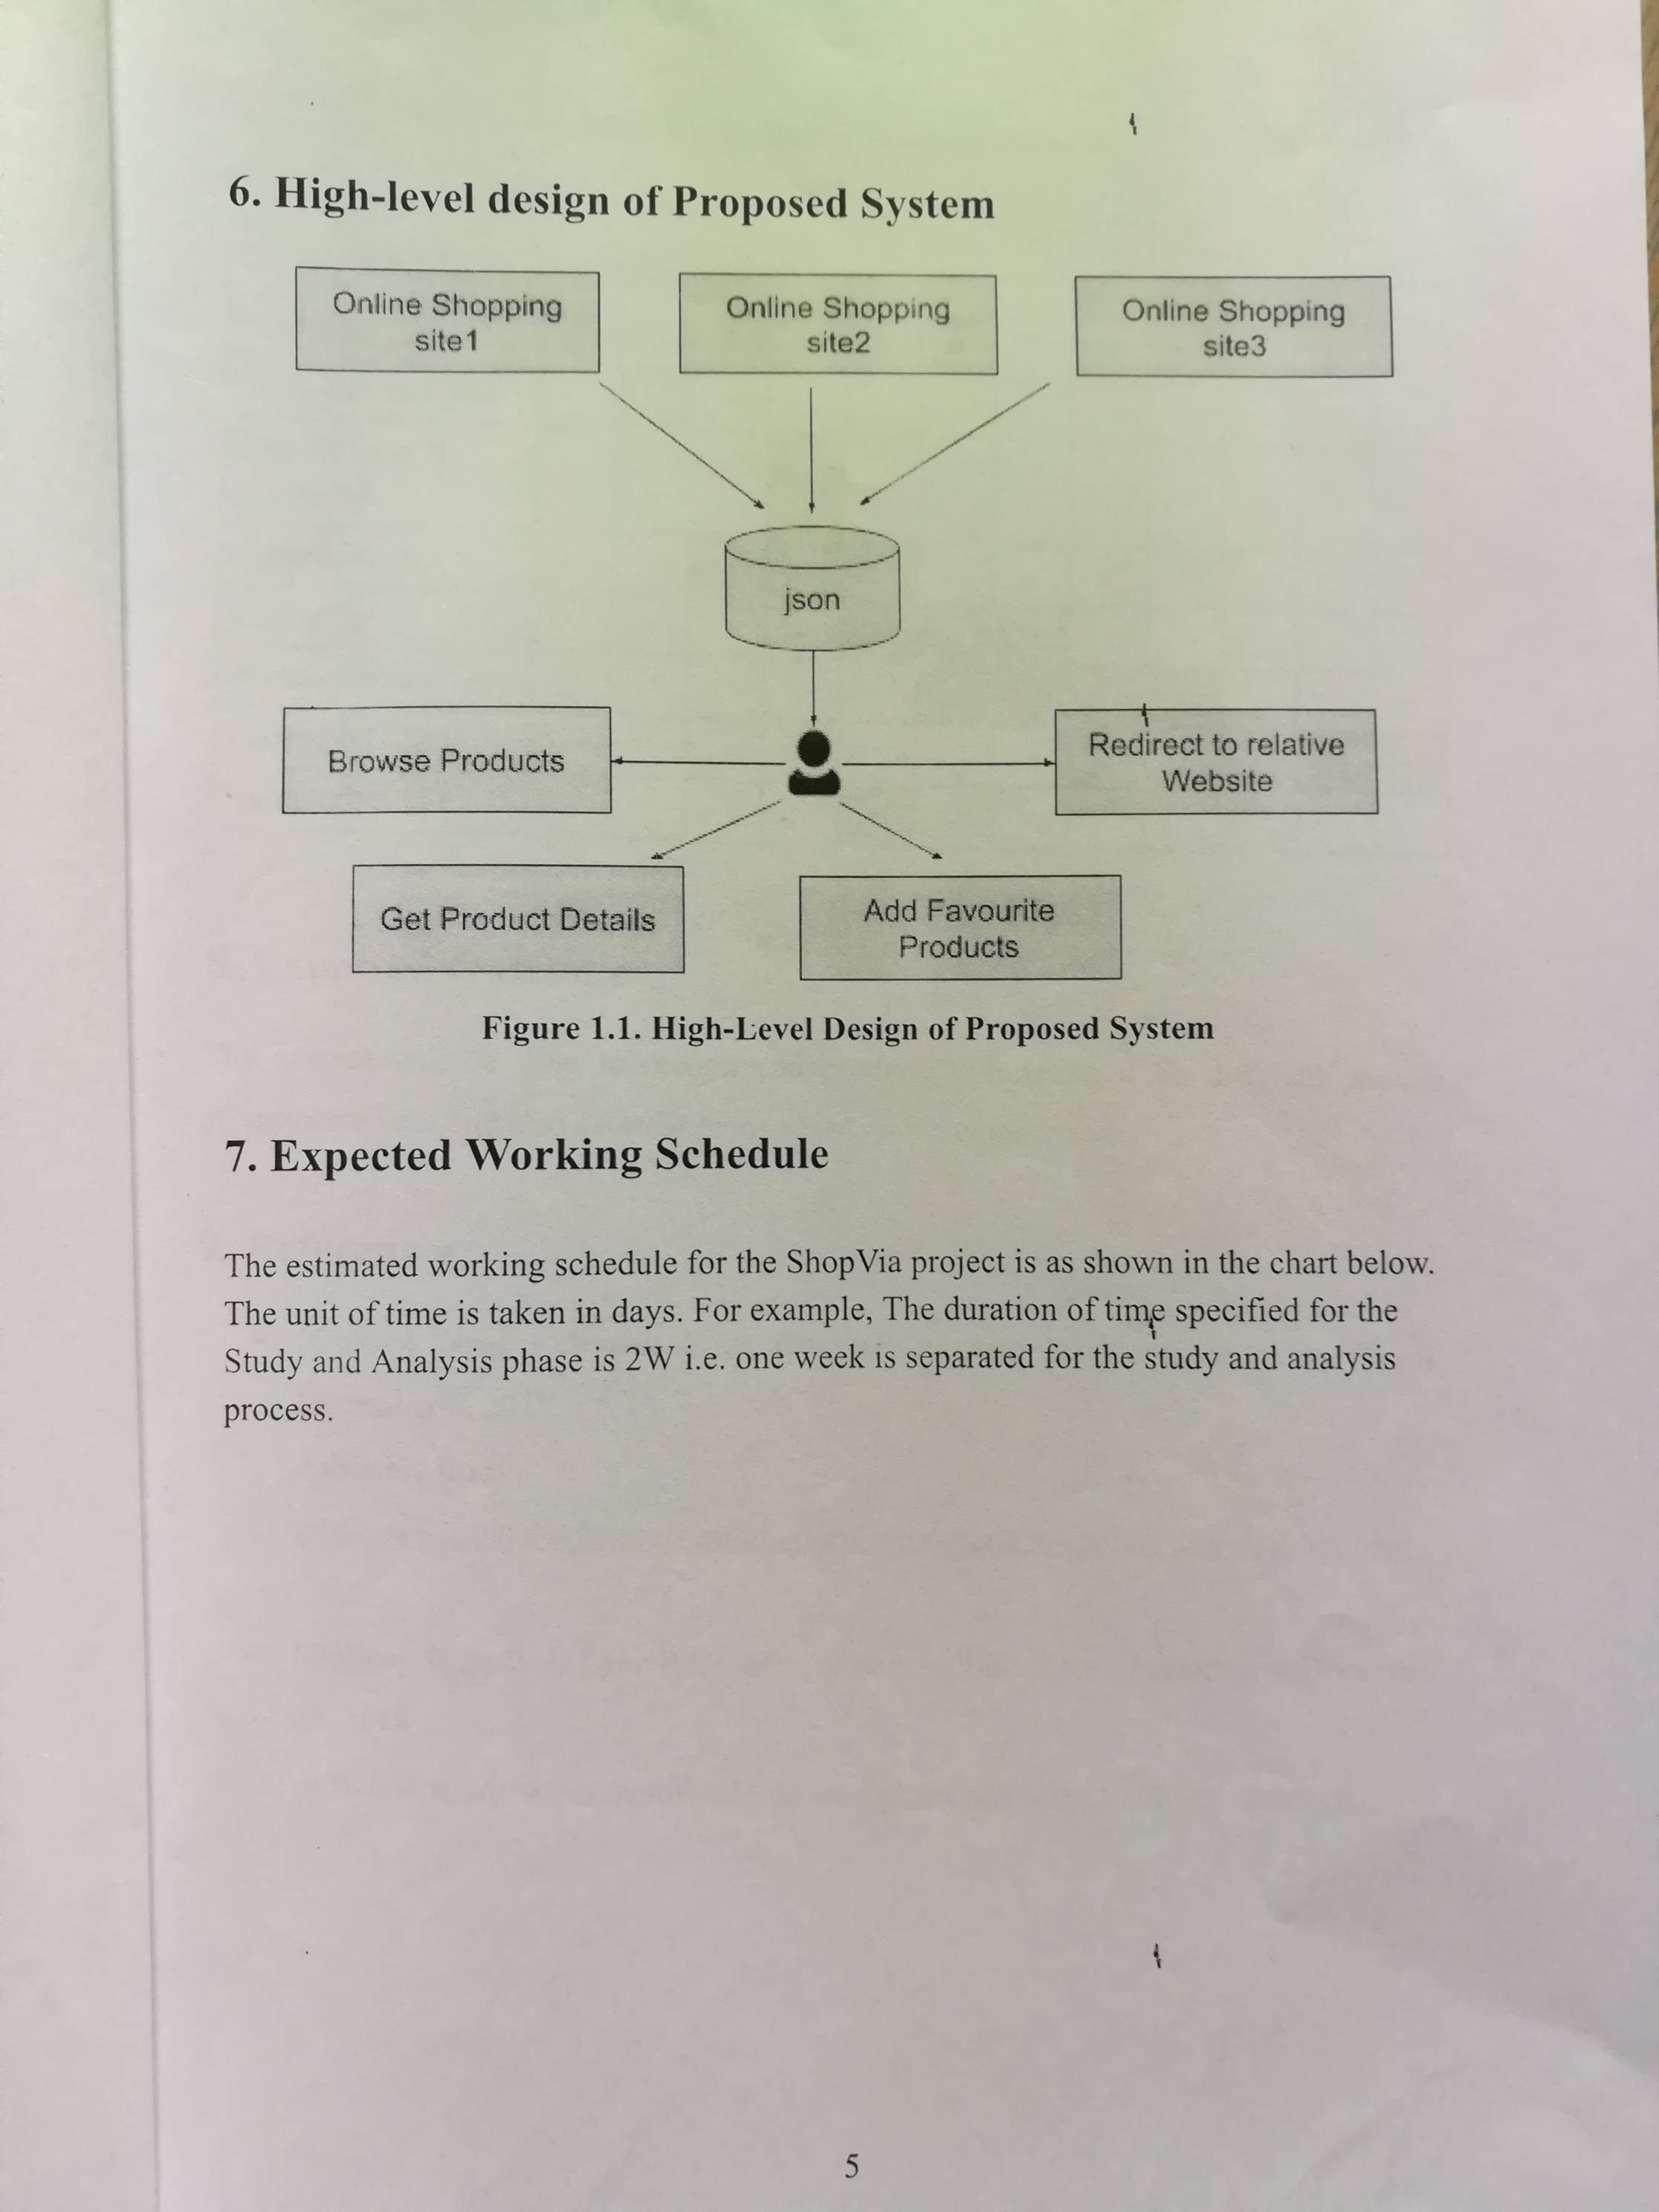 6. High-level design of Proposed System
Online Shopping
site1
Online Shopping
site2
Online Shopping
site3
json
Browse Products
Redirect to relative
Website
Get Product Details
Add Favourite
Products
Figure 1.1. High-Level Design of Proposed System
7. Expected Working Schedule
The estimated working schedule for the ShopVia project is as shown in the chart below.
The unit of time is taken in days. For example, The duration of time specified for the
Study and Analysis phase is 2W i.e. one week is separated for the study and analysis
process.
5